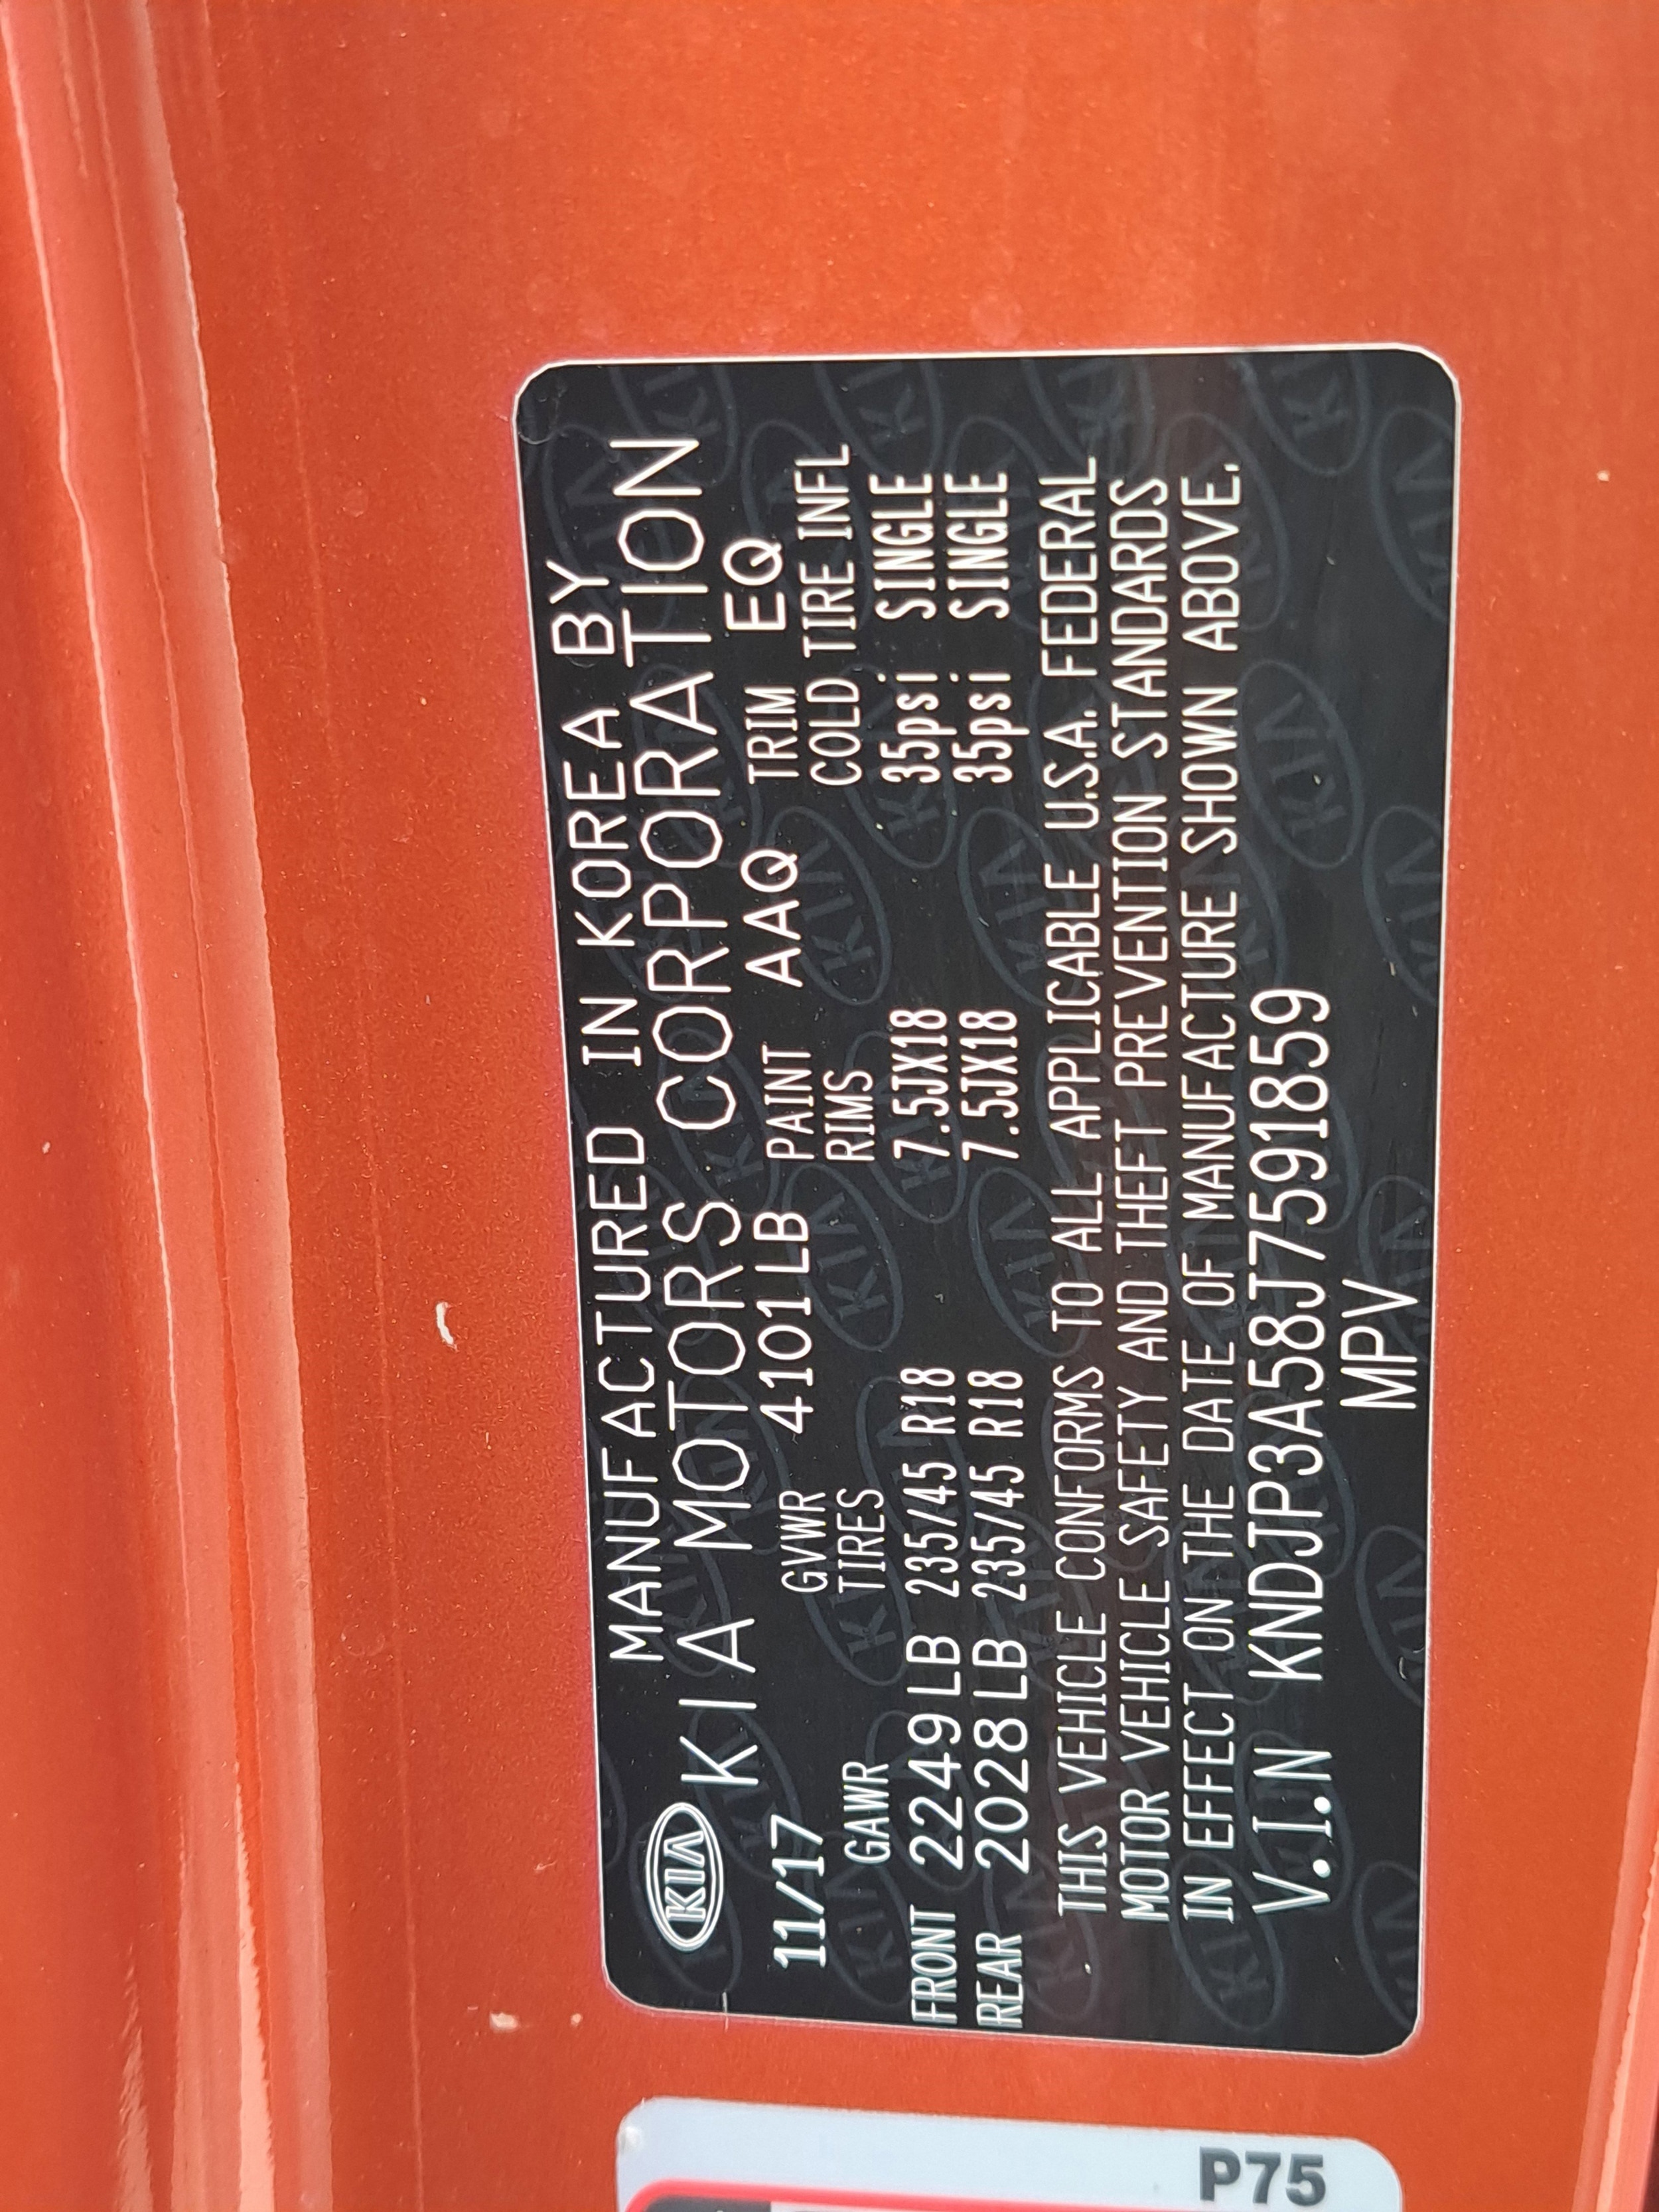 MANUFACTURED IN KOREA BY
KIA KIA MOTORS CORPORATION
11/17 GVWR 4101LB PAINT AAQ TRIM EQ
GAWR TIRES RIMS COLD TIRE INFL
FRONT 2249LB 235/45 R18 7.5JX18 35psi SINGLE
REAR 2028LB 235/45 R18 7.5JX18 35psi SINGLE
THIS VEHICLE CONFORMS TO ALL APPLICABLE U.S.A. FEDERAL
MOTOR VEHICLE SAFETY AND THEFT PREVENTION STANDARDS
IN EFFECT ON THE DATE OF MANUFACTURE SHOWN ABOVE.
V.I.N KNDJP3A58J7591859
MPV
P75